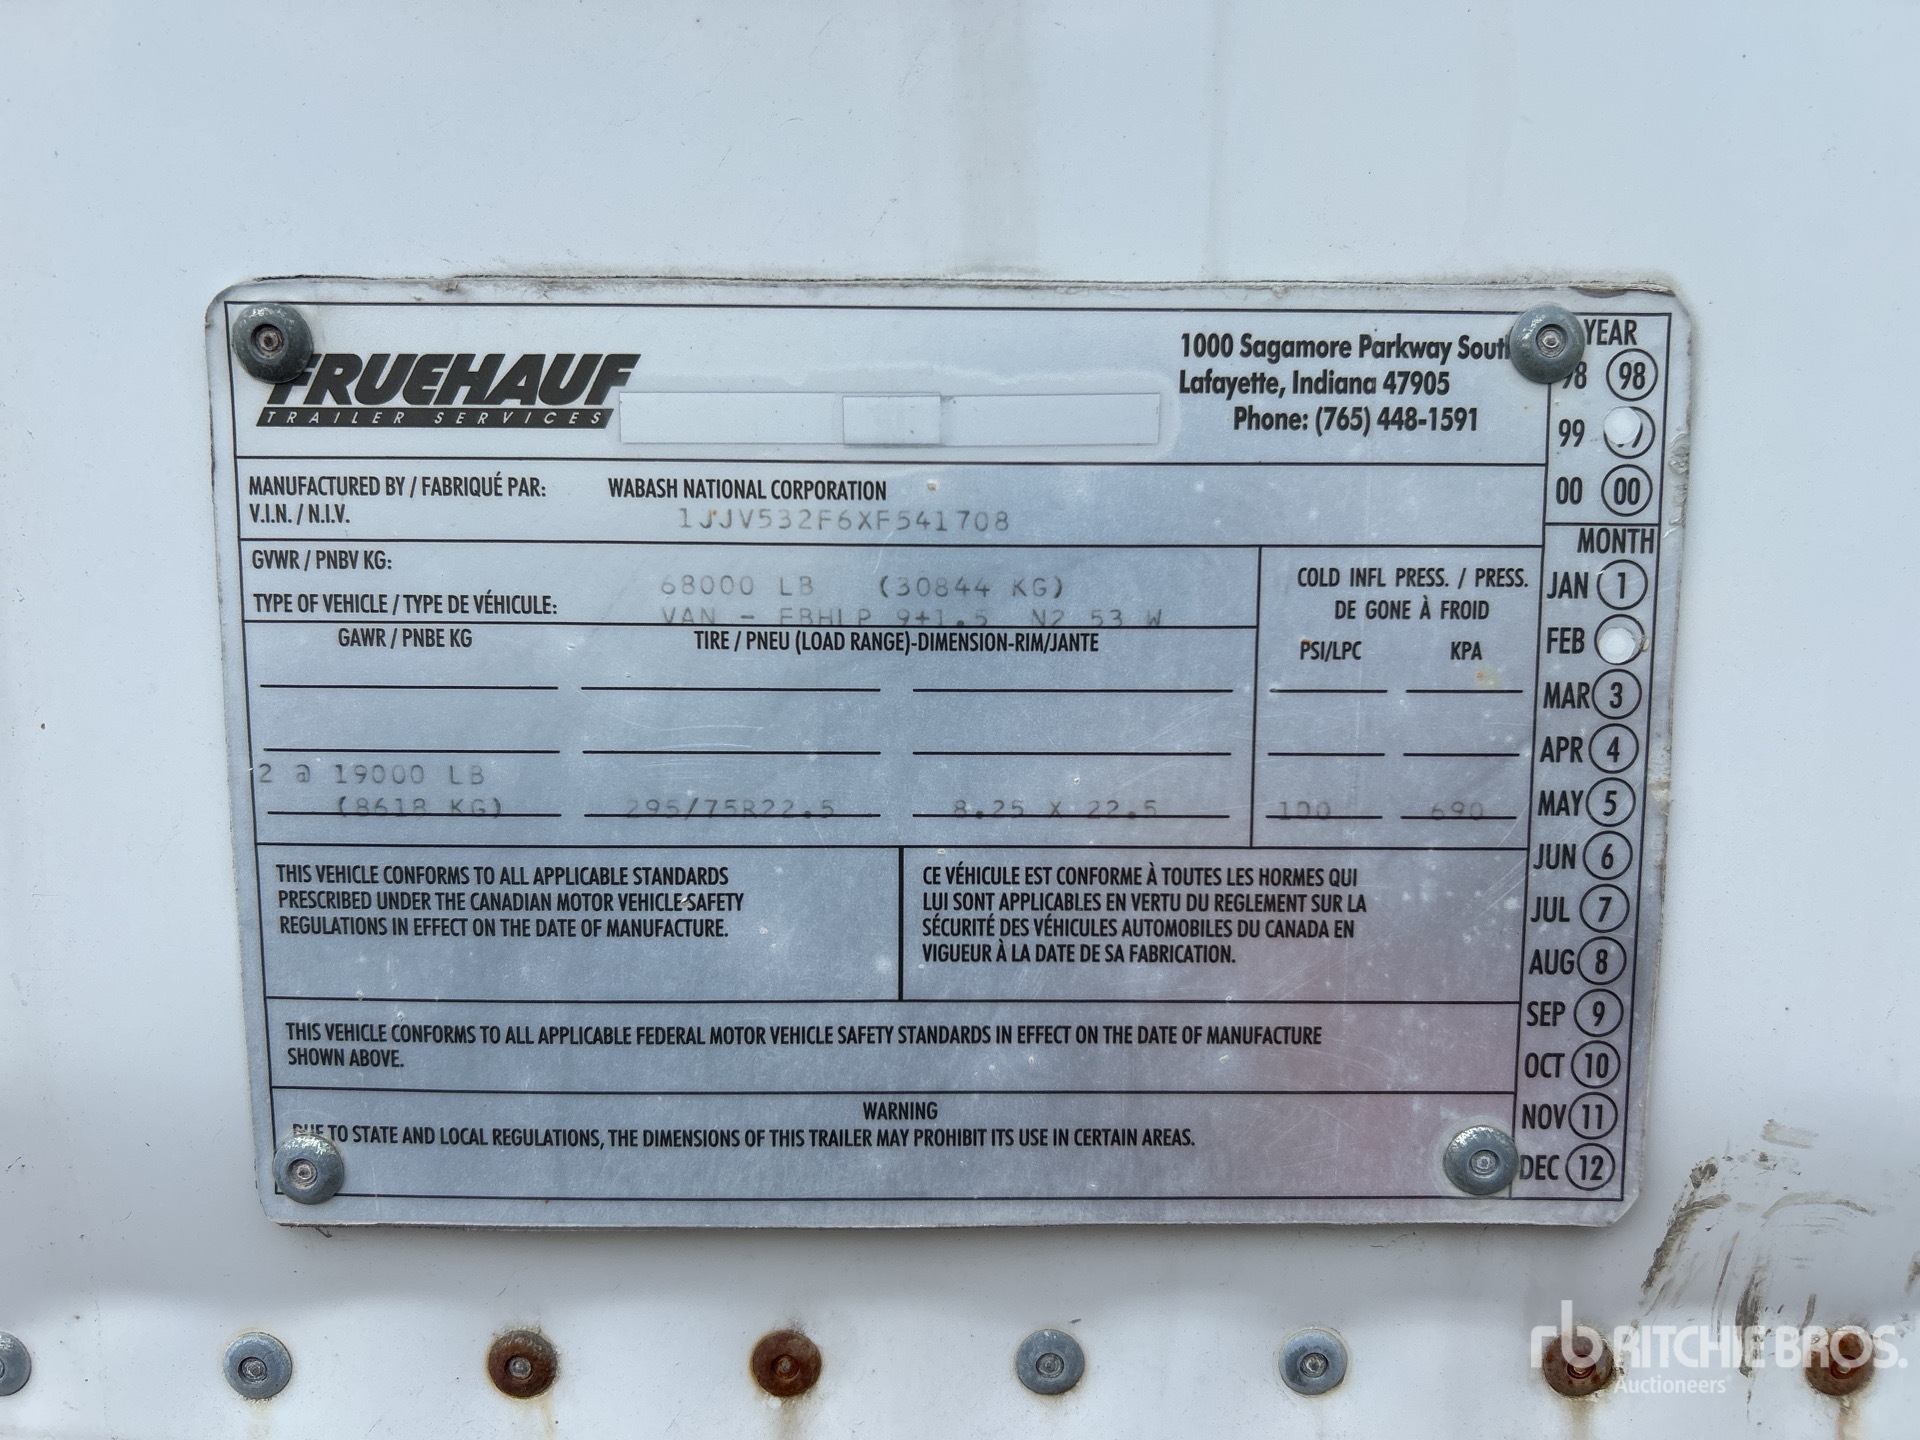 FRUEHAUF
TRAILER SERVICES
1000 Sagamore Parkway South
Lafayette, Indiana 47905
Phone: (765) 448-1591
YEAR
98 98
99
00 00
MANUFACTURED BY / FABRIQUÉ PAR: WABASH NATIONAL CORPORATION
V.I.N. / N.I.V. 1JJV532F6XF541708
GVWR / PNBV KG: 68000 LB (30844 KG)
TYPE OF VEHICLE / TYPE DE VÉHICULE: VAN - 9+1.5 N2 53 W
COLD INFL PRESS. / PRESS.
DE GONE À FROID
PSI/LPC KPA
GAWR / PNBE KG TIRE / PNEU (LOAD RANGE)-DIMENSION-RIM/JANTE
2 @ 19000 LB
(8618 KG) 295/75R22.5 8.25 X 22.5 100 690
THIS VEHICLE CONFORMS TO ALL APPLICABLE STANDARDS
PRESCRIBED UNDER THE CANADIAN MOTOR VEHICLE SAFETY
REGULATIONS IN EFFECT ON THE DATE OF MANUFACTURE.
CE VÉHICULE EST CONFORME À TOUTES LES HORMES QUI
LUI SONT APPLICABLES EN VERTU DU REGLEMENT SUR LA
SÉCURITÉ DES VÉHICULES AUTOMOBILES DU CANADA EN
VIGUEUR À LA DATE DE SA FABRICATION.
THIS VEHICLE CONFORMS TO ALL APPLICABLE FEDERAL MOTOR VEHICLE SAFETY STANDARDS IN EFFECT ON THE DATE OF MANUFACTURE
SHOWN ABOVE.
WARNING
DUE TO STATE AND LOCAL REGULATIONS, THE DIMENSIONS OF THIS TRAILER MAY PROHIBIT ITS USE IN CERTAIN AREAS.
MONTH
JAN 1
FEB
MAR 3
APR 4
MAY 5
JUN 6
JUL 7
AUG 8
SEP 9
OCT 10
NOV 11
DEC 12
rb RITCHIE BROS.
Auctioneers